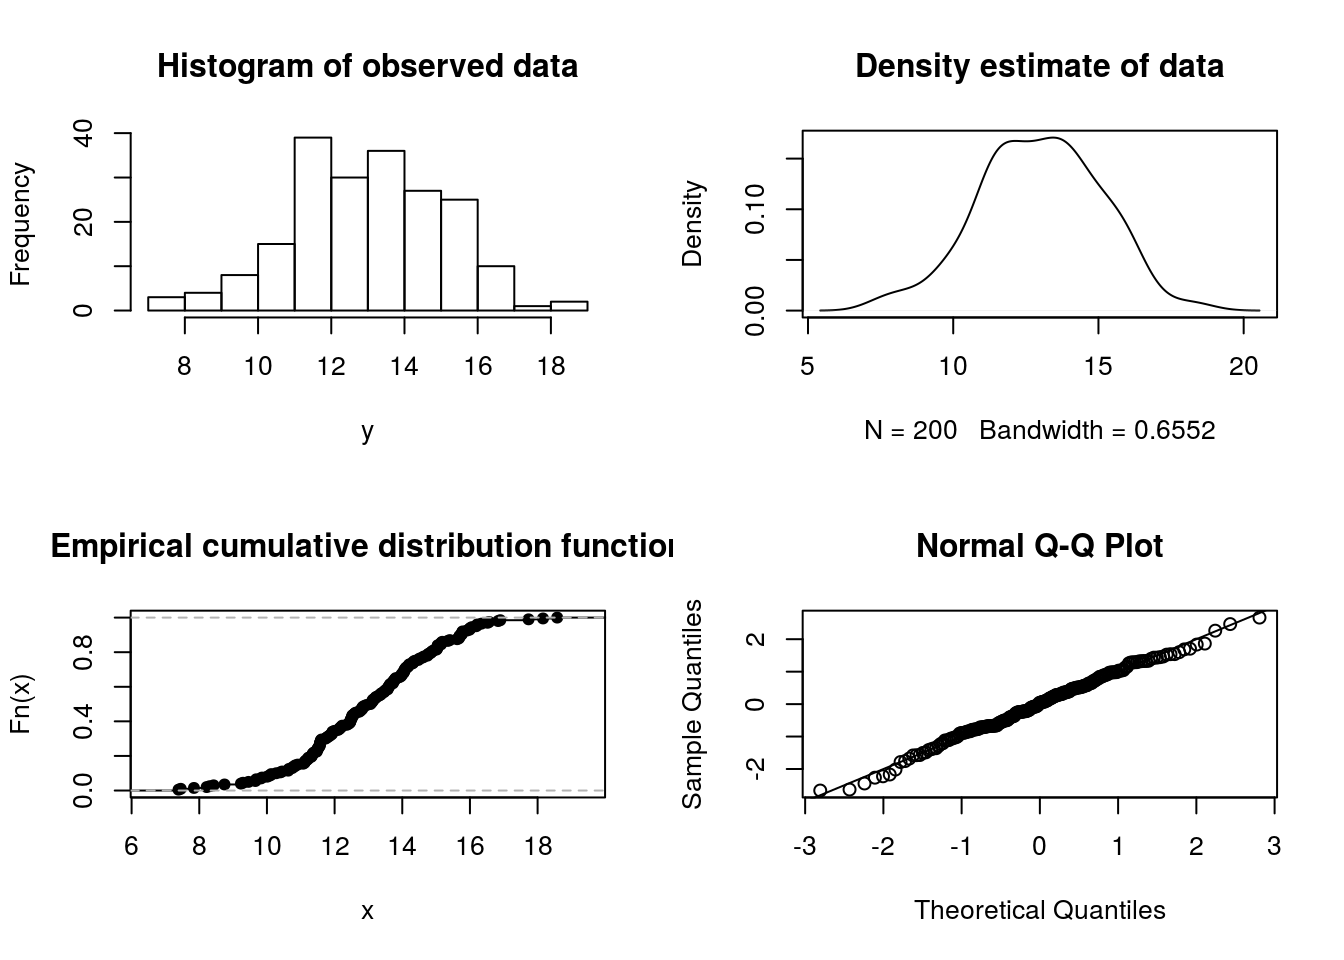 Histogram of observed data
Frequency
0 20 40
8 10 12 14 16 18
y
Density estimate of data
Density
0.00 0.10
5 10 15 20
N = 200 Bandwidth = 0.6552
Empirical cumulative distribution function
Fn(x)
0.0 0.4 0.8
6 8 10 12 14 16 18
x
Normal Q-Q Plot
Sample Quantiles
-2 0 2
-3 -2 -1 0 1 2 3
Theoretical Quantiles